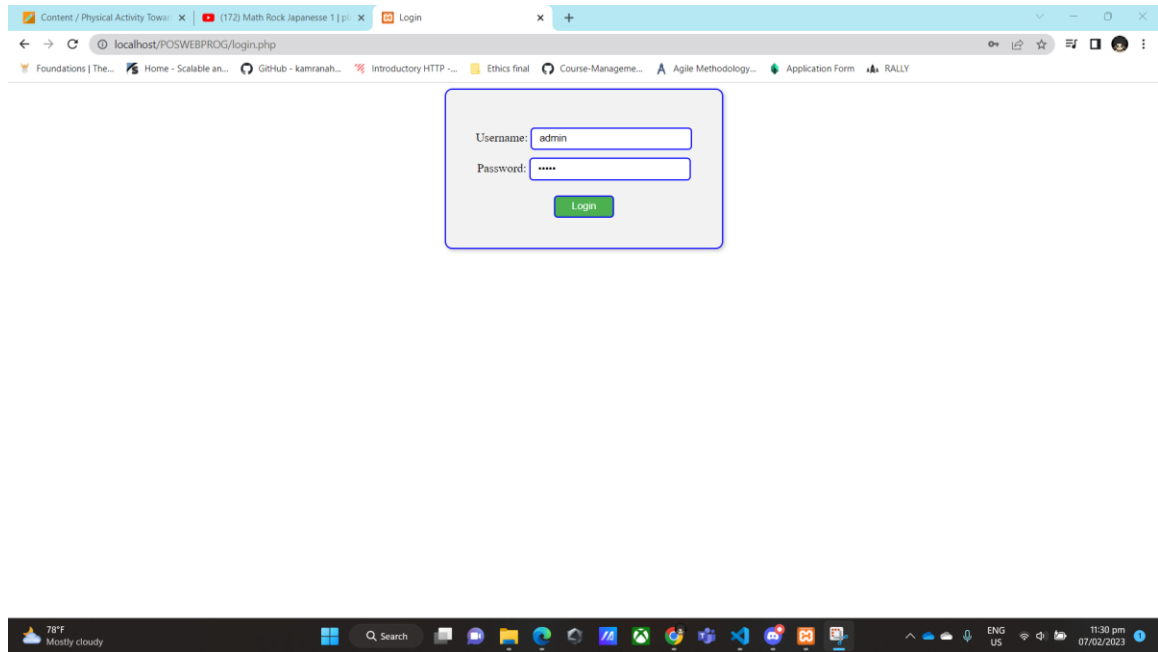 Content / Physical Activity Towar
(172) Math Rock Japanesse 1 | pl
Login
localhost/POSWEBPROG/login.php
Foundations | The...
Home - Scalable an...
GitHub - kamranah...
Introductory HTTP -...
Ethics final
Course-Manageme...
Agile Methodology...
Application Form
RALLY
Username: admin
Password: •••••
Login
78°F
Mostly cloudy
Search
ENG
US
11:30 pm
07/02/2023
1